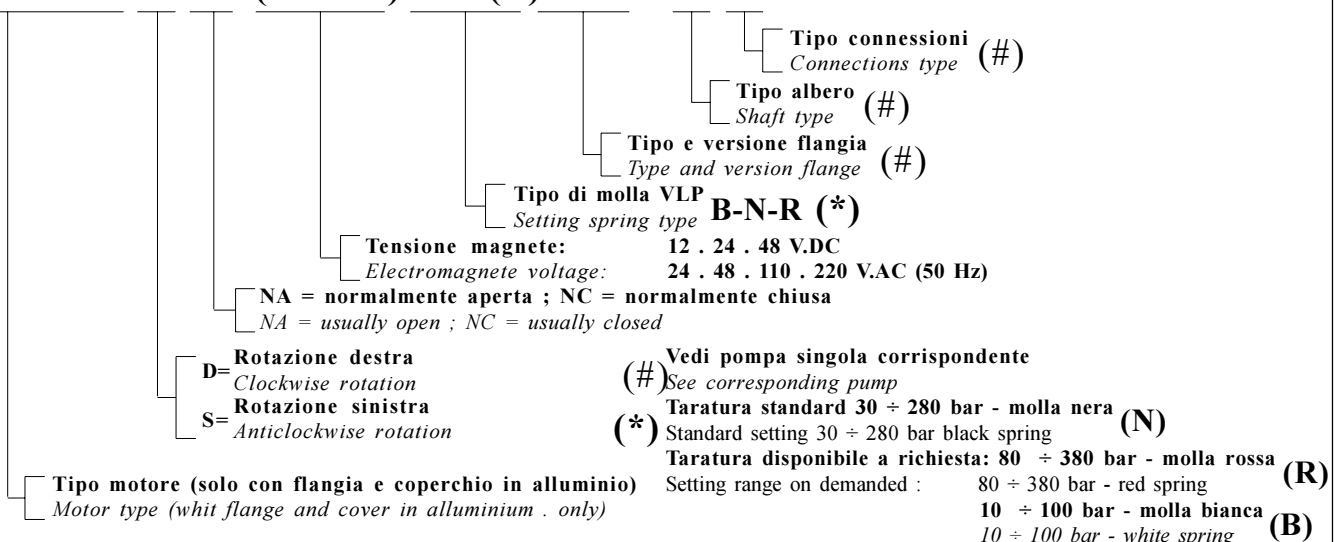 Tipo connessioni
Connections type (#)
Tipo albero
Shaft type (#)
Tipo e versione flangia
Type and version flange (#)
Tipo di molla VLP
Setting spring type B-N-R (*)
Tensione magnete: 12 . 24 . 48 V.DC
Electromagnete voltage: 24 . 48 . 110 . 220 V.AC (50 Hz)
NA = normalmente aperta ; NC = normalmente chiusa
NA = usually open ; NC = usually closed
D= Rotazione destra
Clockwise rotation
S= Rotazione sinistra
Anticlockwise rotation
(#) Vedi pompa singola corrispondente
See corresponding pump
(*) Taratura standard 30 ÷ 280 bar - molla nera (N)
Standard setting 30 ÷ 280 bar black spring
Taratura disponibile a richiesta: 80 ÷ 380 bar - molla rossa (R)
Setting range on demanded : 80 ÷ 380 bar - red spring
10 ÷ 100 bar - molla bianca (B)
10 ÷ 100 bar - white spring
Tipo motore (solo con flangia e coperchio in alluminio)
Motor type (whit flange and cover in alluminium . only)